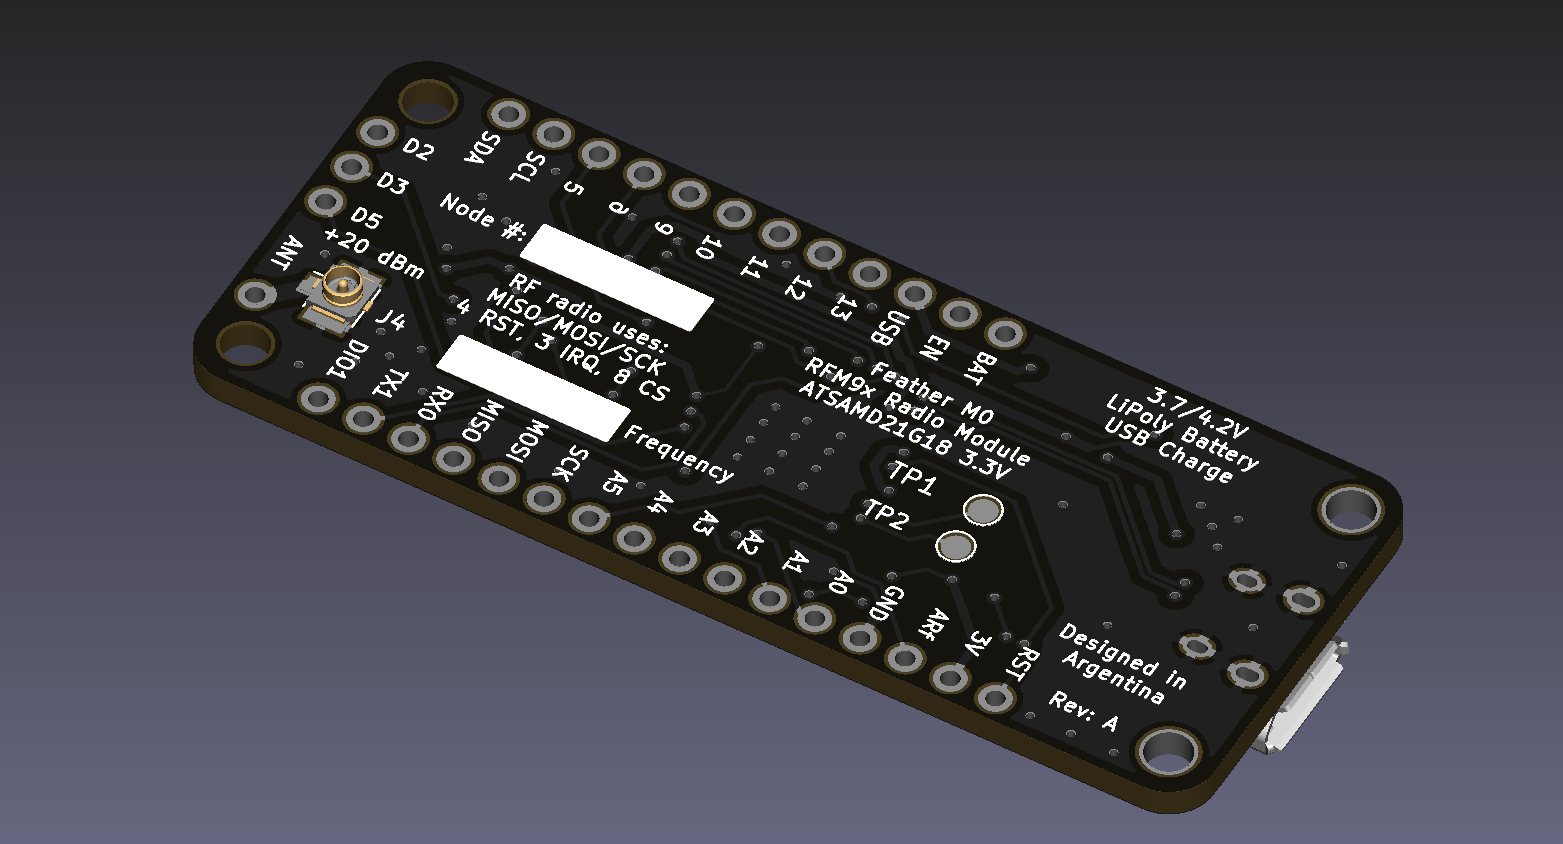 D2
D3
D5
SDA
SCL
5
6
9
10
11
12
13
USB
EN
BAT
Node #:
+20 dBm
ANT
J4
4
RF radio uses:
MISO/MOSI/SCK
RST, 3 IRQ, 8 CS
Frequency
Feather M0
RFM9x Radio Module
ATSAMD21G18 3.3V
3.7/4.2V
LiPoly Battery
USB Charge
TP1
TP2
DIO1
TX1
RX0
MISO
MOSI
SCK
A5
A4
A3
A2
A1
A0
GND
ARf
3V
RST
Designed in
Argentina
Rev: A